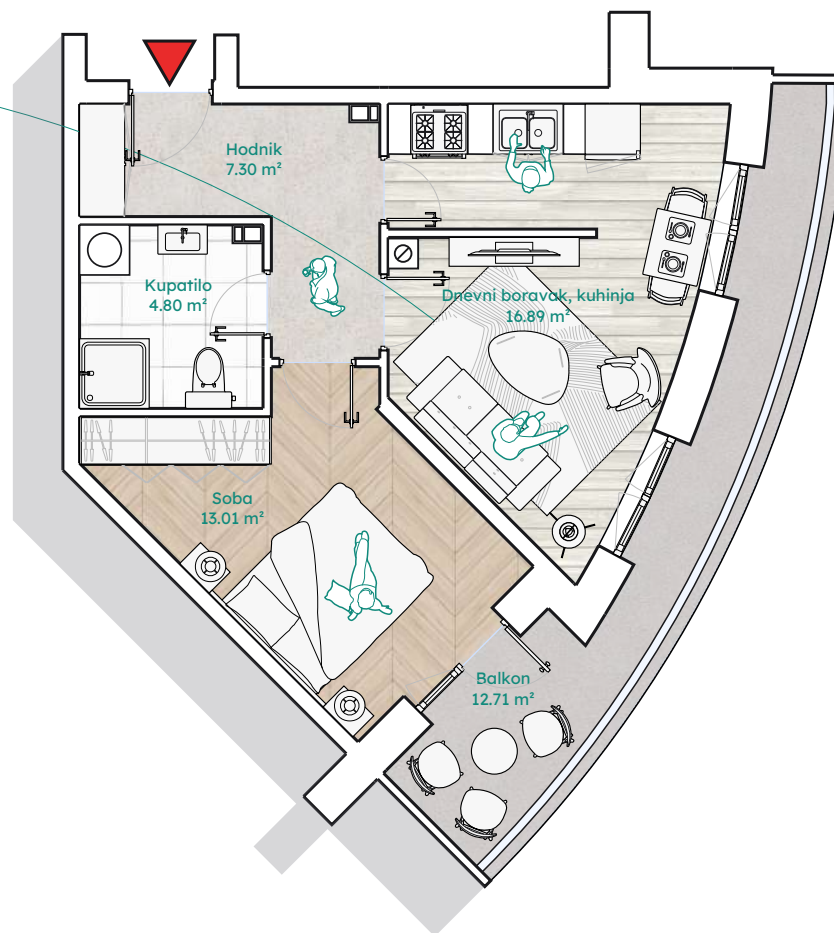 Hodnik
7.30 m²
Kupatilo
4.80 m²
Dnevni boravak, kuhinja
16.89 m²
Soba
13.01 m²
Balkon
12.71 m²